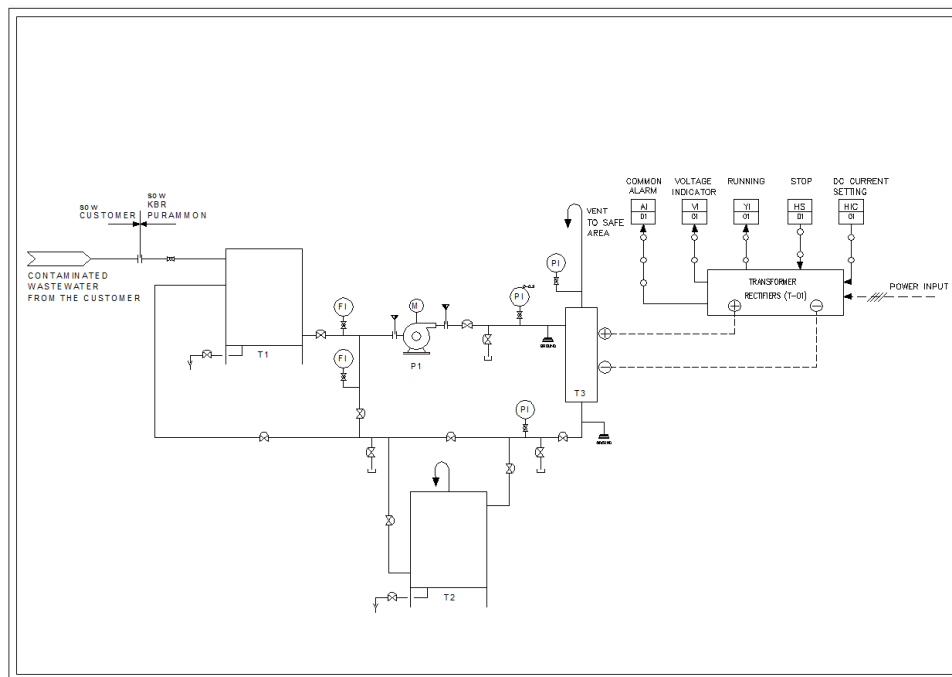 SOW
CUSTOMER
SOW
KBR
PURAMMON
CONTAMINATED
WASTEWATER
FROM THE CUSTOMER
T1
FI
FI
M
P1
PI
PI
VENT
TO SAFE
AREA
T3
PI
T2
COMMON
ALARM
VOLTAGE
INDICATOR
RUNNING
STOP
DC CURRENT
SETTING
AI
01
VI
01
YI
01
HS
01
HIC
01
TRANSFORMER
RECTIFIERS (T-01)
POWER INPUT